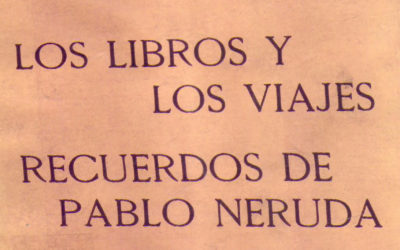 LOS LIBROS Y
LOS VIAJES
RECUERDOS DE
PABLO NERUDA